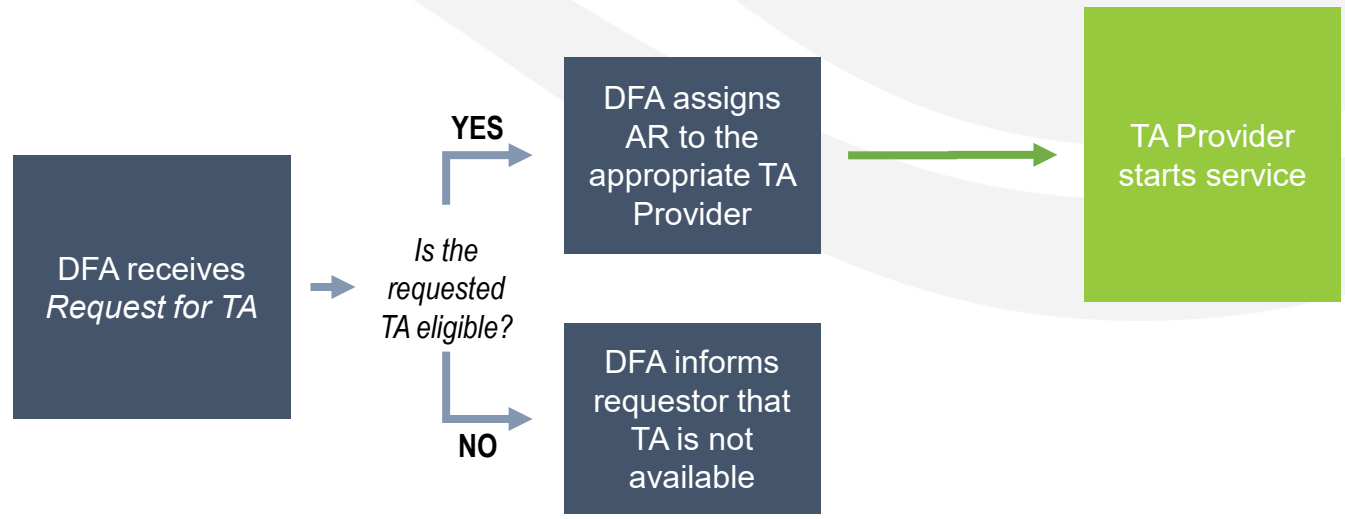 DFA receives
Request for TA
Is the
requested
TA eligible?
YES
DFA assigns
AR to the
appropriate TA
Provider
TA Provider
starts service
NO
DFA informs
requestor that
TA is not
available